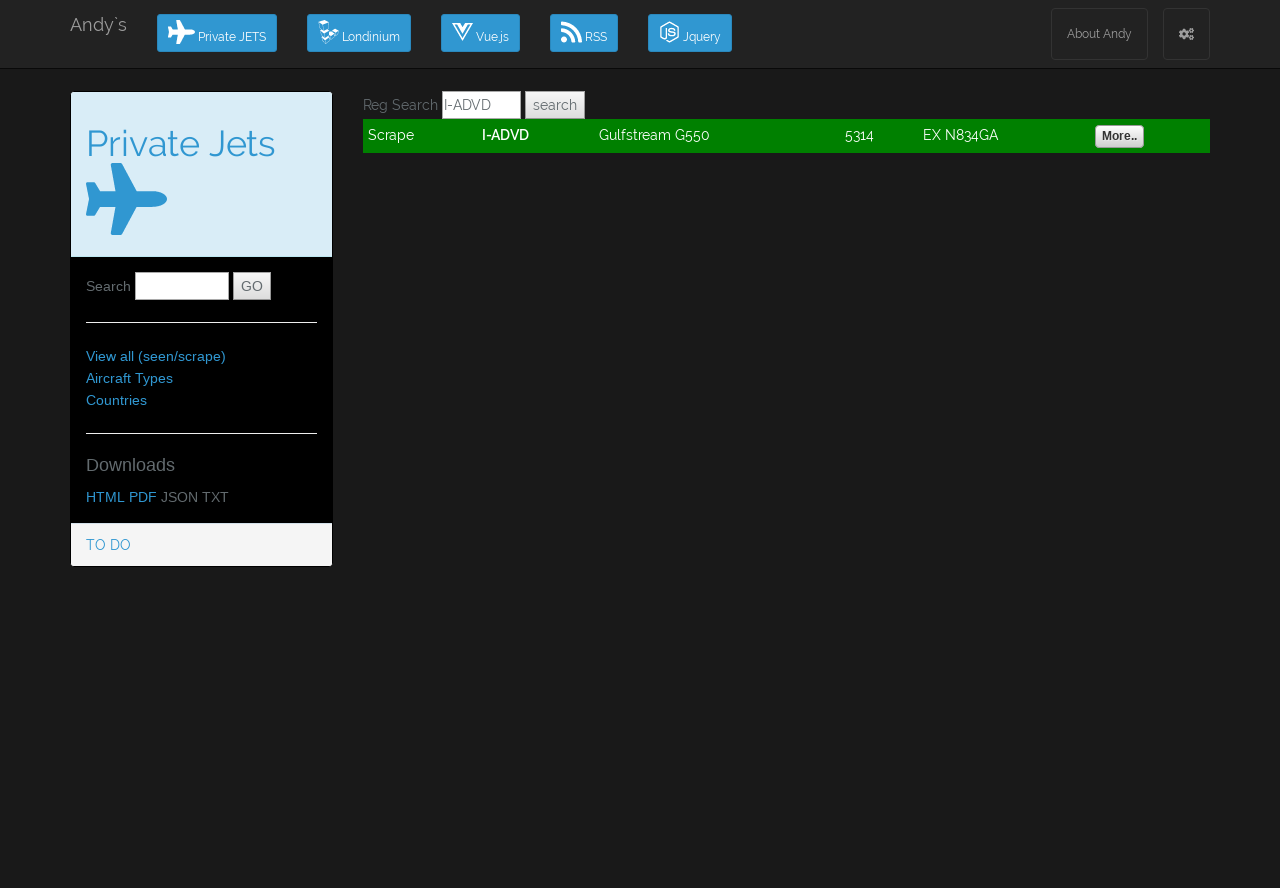 Andy`s Private JETS Londinium Vue.js RSS Jquery About Andy
Private Jets
Search GO
View all (seen/scrape)
Aircraft Types
Countries
Downloads
HTML PDF JSON TXT
TO DO
Reg Search I-ADVD search
Scrape I-ADVD Gulfstream G550 5314 EX N834GA More..